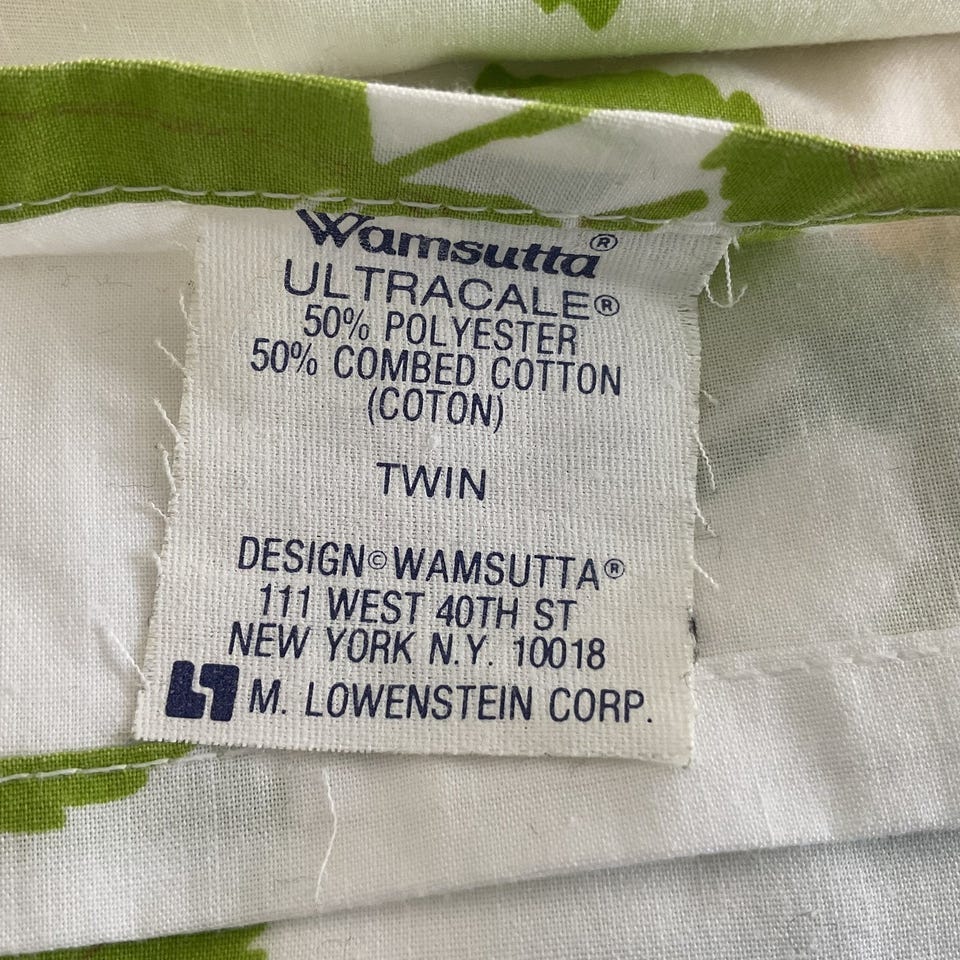 Wamsutta®
ULTRACALE®
50% POLYESTER
50% COMBED COTTON
(COTON)
TWIN
DESIGN©WAMSUTTA®
111 WEST 40TH ST
NEW YORK N.Y. 10018
M. LOWENSTEIN CORP.